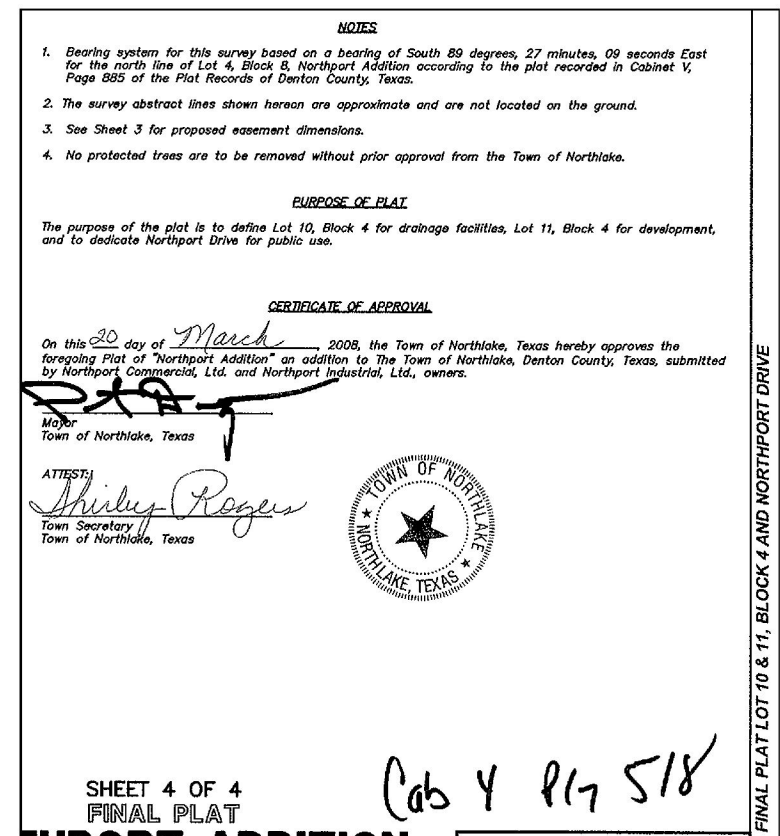 NOTES
1. Bearing system for this survey based on a bearing of South 89 degrees, 27 minutes, 09 seconds East
for the north line of Lot 4, Block 8, Northport Addition according to the plat recorded in Cabinet V,
Page 885 of the Plat Records of Denton County, Texas.
2. The survey abstract lines shown hereon are approximate and are not located on the ground.
3. See Sheet 3 for proposed easement dimensions.
4. No protected trees are to be removed without prior approval from the Town of Northlake.
PURPOSE OF PLAT
The purpose of the plat is to define Lot 10, Block 4 for drainage facilities, Lot 11, Block 4 for development,
and to dedicate Northport Drive for public use.
CERTIFICATE OF APPROVAL
On this 20 day of March, 2008, the Town of Northlake, Texas hereby approves the
foregoing Plat of "Northport Addition" an addition to The Town of Northlake, Denton County, Texas, submitted
by Northport Commercial, Ltd. and Northport Industrial, Ltd., owners.
Mayor
Town of Northlake, Texas
ATTEST:
Shirley Rogers
Town Secretary
Town of Northlake, Texas
TOWN OF NORTHLAKE
NORTHLAKE, TEXAS
Cab Y 518
SHEET 4 OF 4
FINAL PLAT
ADDITION
FINAL PLAT LOT 10 & 11, BLOCK 4 AND NORTHPORT DRIVE